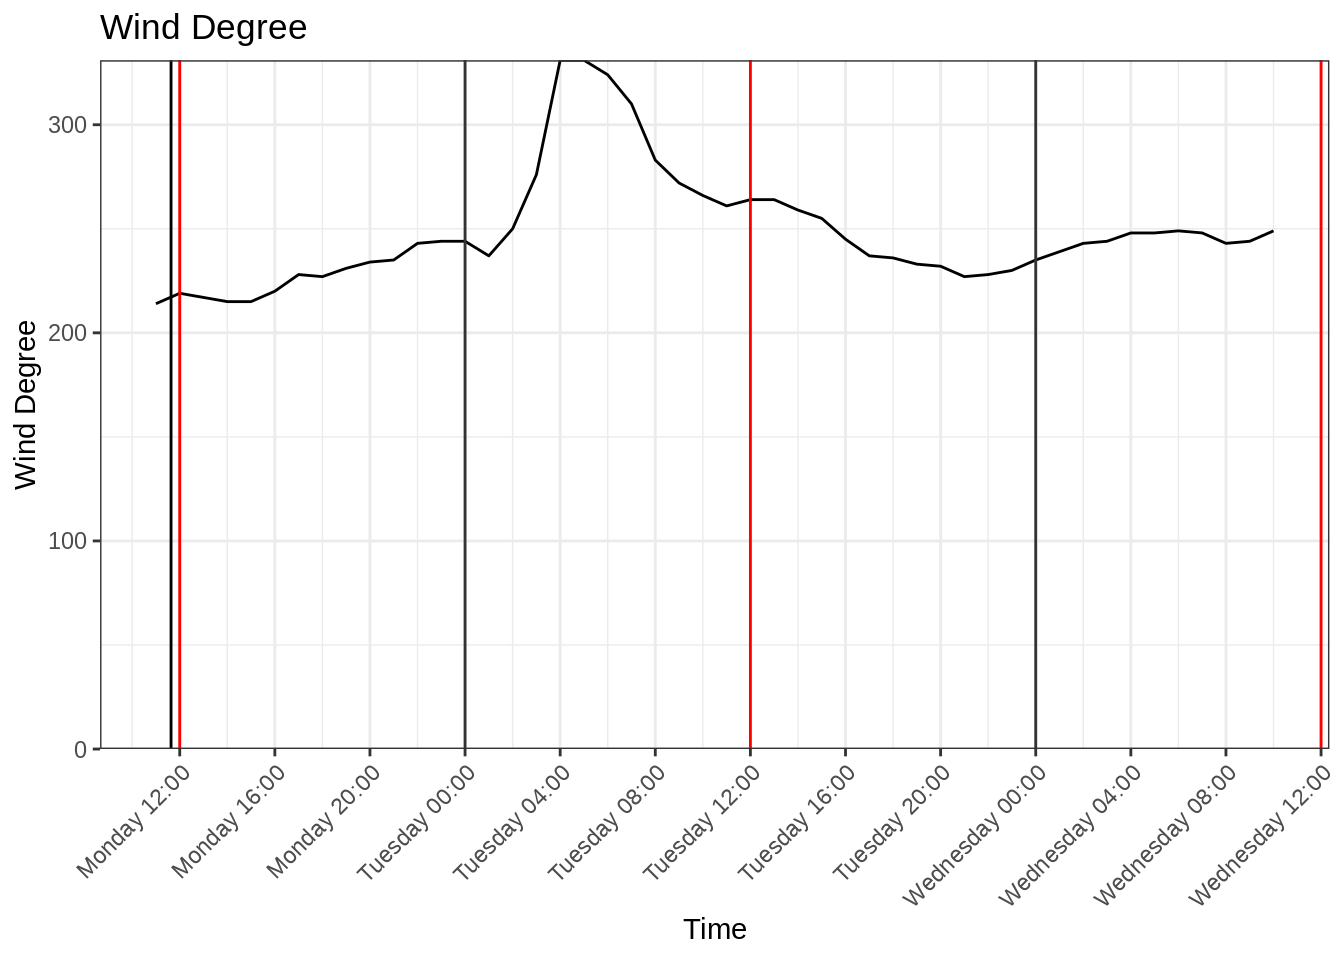 Wind Degree
Wind Degree
300
200
100
0
Monday 12:00
Monday 16:00
Monday 20:00
Tuesday 00:00
Tuesday 04:00
Tuesday 08:00
Tuesday 12:00
Tuesday 16:00
Tuesday 20:00
Wednesday 00:00
Wednesday 04:00
Wednesday 08:00
Wednesday 12:00
Time